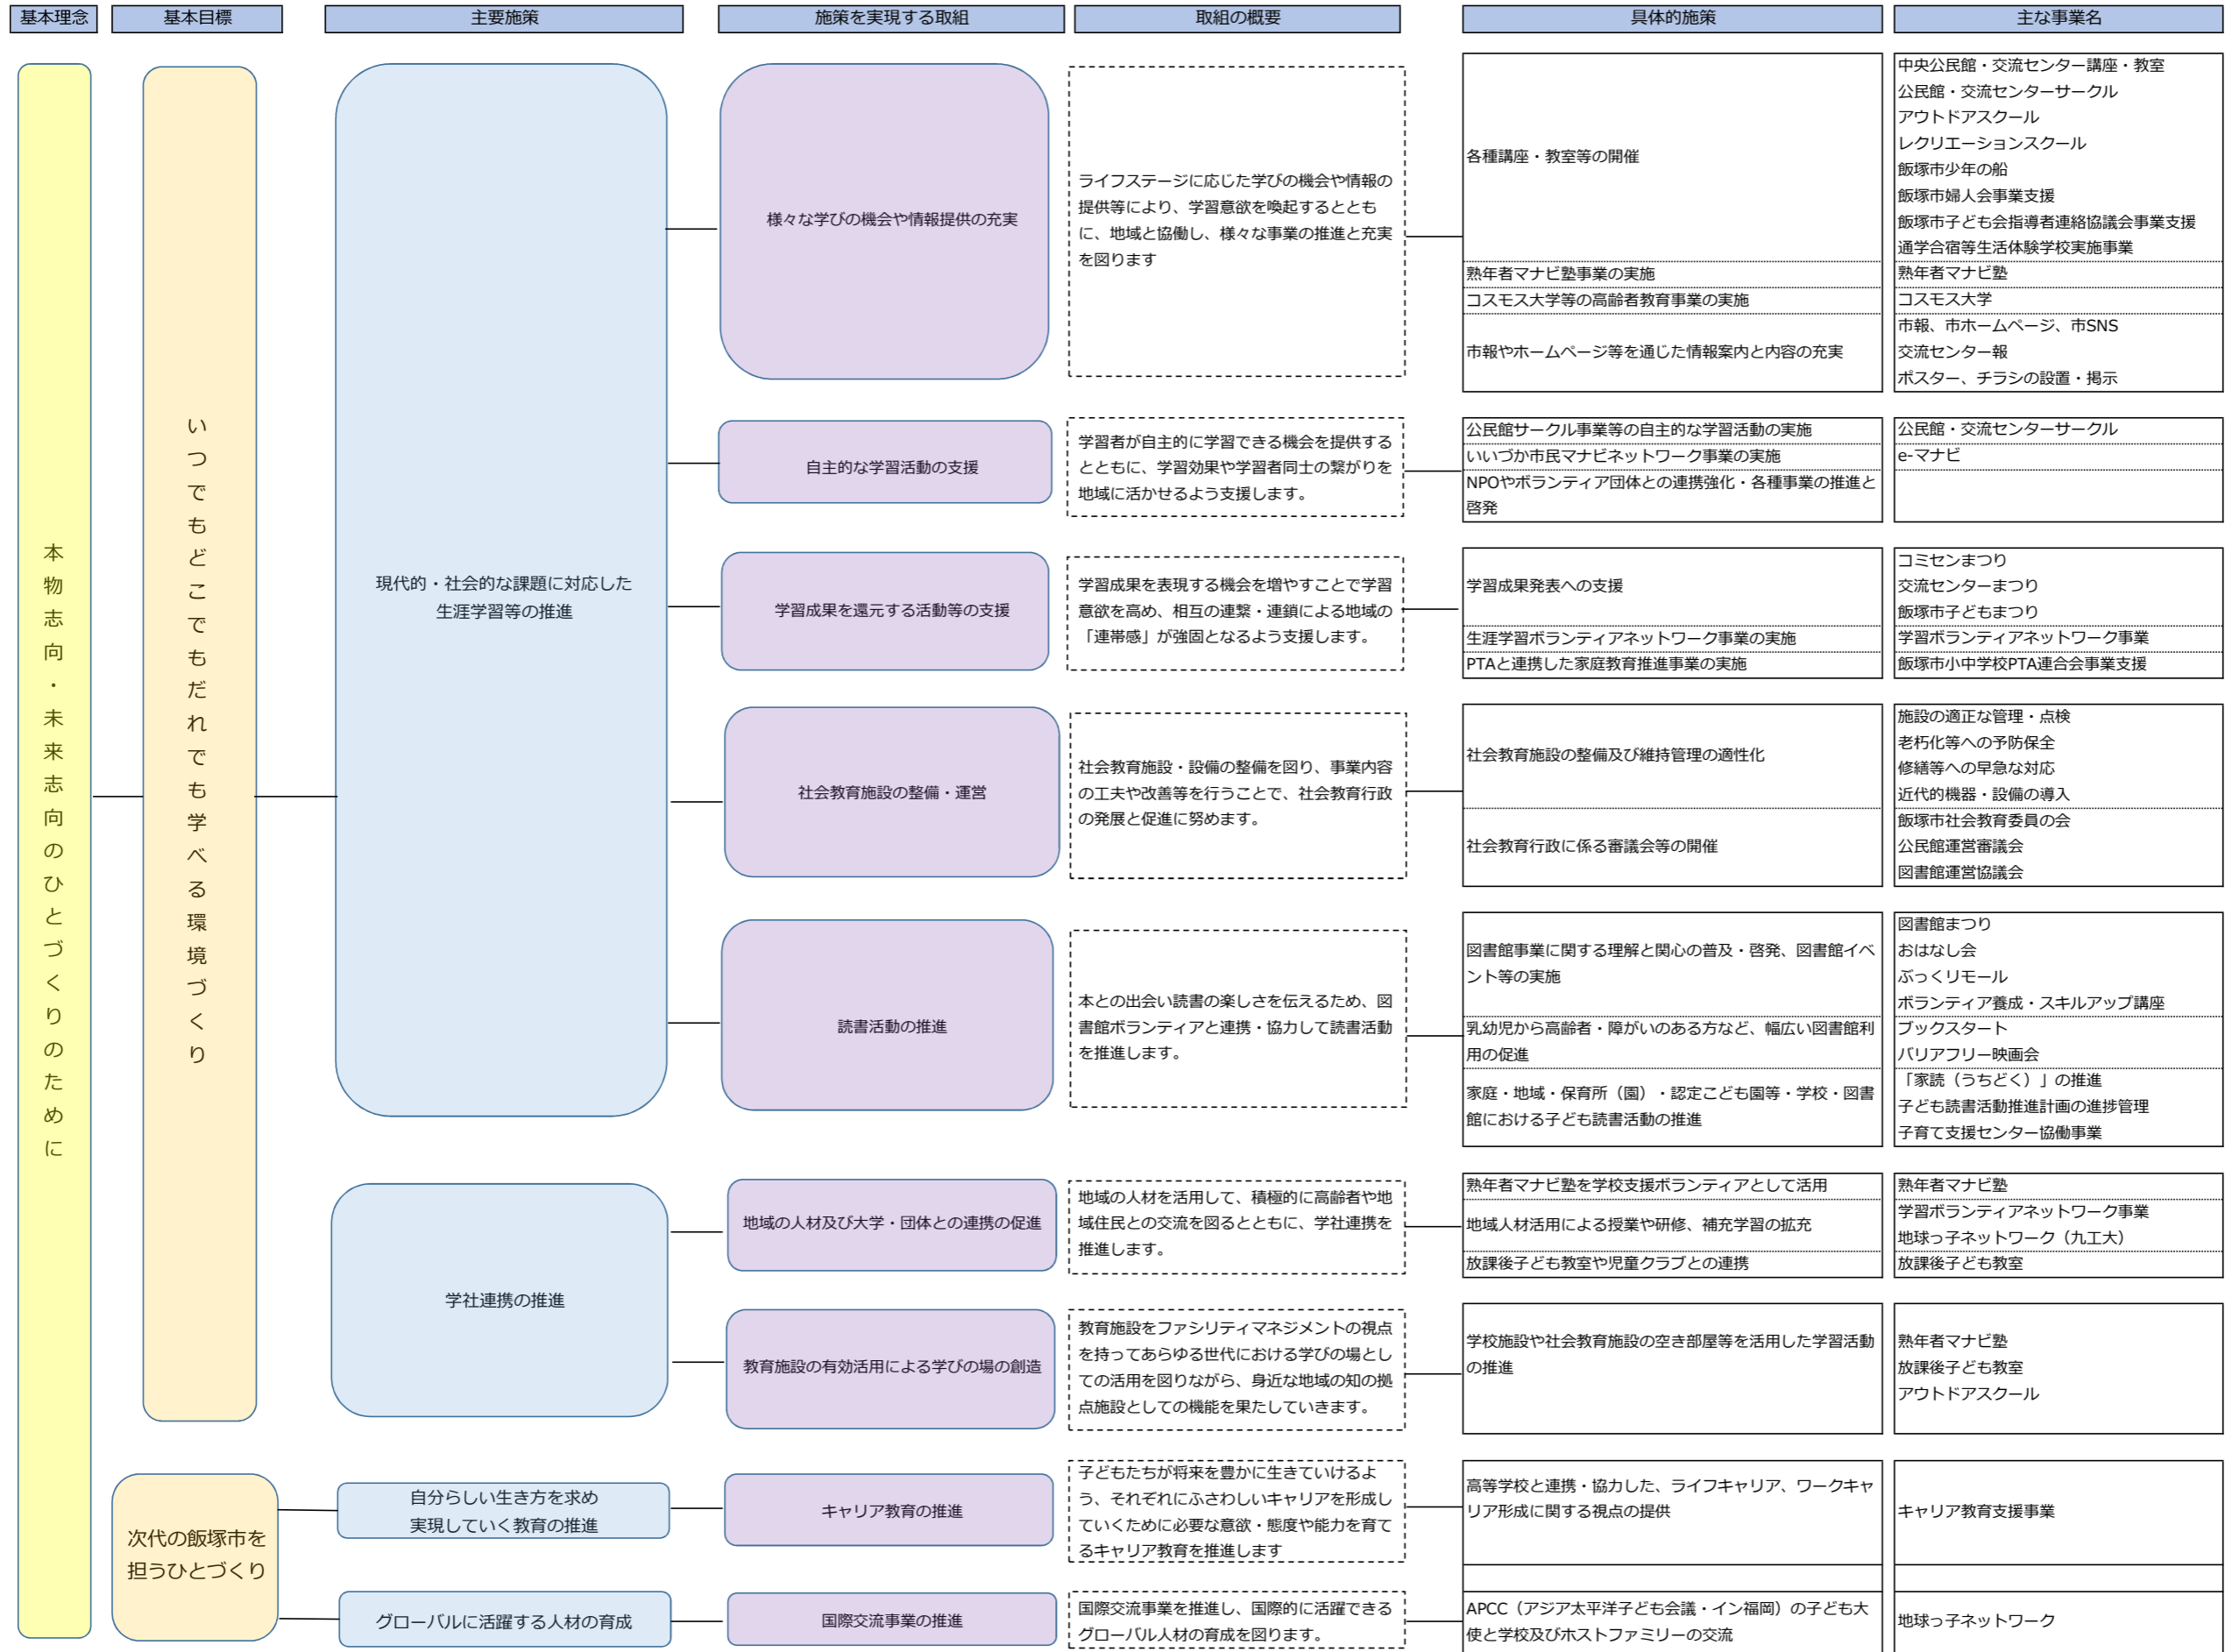 基本理念
基本目標
主要施策
施策を実現する取組
取組の概要
具体的施策
主な事業名
本物志向・未来志向のひとづくりのために
いつでもどこでもだれでも学べる環境づくり
現代的・社会的な課題に対応した
生涯学習等の推進
様々な学びの機会や情報提供の充実
ライフステージに応じた学びの機会や情報の
提供等により、学習意欲を喚起するととも
に、地域と協働し、様々な事業の推進と充実
を図ります
各種講座・教室等の開催
中央公民館・交流センター講座・教室
公民館・交流センターサークル
アウトドアスクール
レクリエーションスクール
飯塚市少年の船
飯塚市婦人会事業支援
飯塚市子ども会指導者連絡協議会事業支援
通学合宿等生活体験学校実施事業
熟年者マナビ塾事業の実施
熟年者マナビ塾
コスモス大学等の高齢者教育事業の実施
コスモス大学
市報やホームページ等を通じた情報案内と内容の充実
市報、市ホームページ、市SNS
交流センター報
ポスター、チラシの設置・掲示
自主的な学習活動の支援
学習者が自主的に学習できる機会を提供する
とともに、学習効果や学習者同士の繋がりを
地域に活かせるよう支援します。
公民館サークル事業等の自主的な学習活動の実施
公民館・交流センターサークル
いいづか市民マナビネットワーク事業の実施
e-マナビ
NPOやボランティア団体との連携強化・各種事業の推進と
啓発
学習成果を還元する活動等の支援
学習成果を表現する機会を増やすことで学習
意欲を高め、相互の連繋・連鎖による地域の
「連帯感」が強固となるよう支援します。
学習成果発表への支援
コミセンまつり
交流センターまつり
飯塚市子どもまつり
生涯学習ボランティアネットワーク事業の実施
学習ボランティアネットワーク事業
PTAと連携した家庭教育推進事業の実施
飯塚市小中学校PTA連合会事業支援
社会教育施設の整備・運営
社会教育施設・設備の整備を図り、事業内容
の工夫や改善等を行うことで、社会教育行政
の発展と促進に努めます。
社会教育施設の整備及び維持管理の適性化
施設の適正な管理・点検
老朽化等への予防保全
修繕等への早急な対応
近代的機器・設備の導入
社会教育行政に係る審議会等の開催
飯塚市社会教育委員の会
公民館運営審議会
図書館運営協議会
読書活動の推進
本との出会い読書の楽しさを伝えるため、図
書館ボランティアと連携・協力して読書活動
を推進します。
図書館事業に関する理解と関心の普及・啓発、図書館イベ
ント等の実施
図書館まつり
おはなし会
ぶっくリモール
ボランティア養成・スキルアップ講座
乳幼児から高齢者・障がいのある方など、幅広い図書館利
用の促進
ブックスタート
バリアフリー映画会
家庭・地域・保育所（園）・認定こども園等・学校・図書
館における子ども読書活動の推進
「家読（うちどく）」の推進
子ども読書活動推進計画の進捗管理
子育て支援センター協働事業
学社連携の推進
地域の人材及び大学・団体との連携の促進
地域の人材を活用して、積極的に高齢者や地
域住民との交流を図るとともに、学社連携を
推進します。
熟年者マナビ塾を学校支援ボランティアとして活用
熟年者マナビ塾
地域人材活用による授業や研修、補充学習の拡充
学習ボランティアネットワーク事業
地球っ子ネットワーク（九工大）
放課後子ども教室や児童クラブとの連携
放課後子ども教室
教育施設の有効活用による学びの場の創造
教育施設をファシリティマネジメントの視点
を持ってあらゆる世代における学びの場とし
ての活用を図りながら、身近な地域の知の拠
点施設としての機能を果たしていきます。
学校施設や社会教育施設の空き部屋等を活用した学習活動
の推進
熟年者マナビ塾
放課後子ども教室
アウトドアスクール
次代の飯塚市を
担うひとづくり
自分らしい生き方を求め
実現していく教育の推進
キャリア教育の推進
子どもたちが将来を豊かに生きていけるよ
う、それぞれにふさわしいキャリアを形成し
ていくために必要な意欲・態度や能力を育て
るキャリア教育を推進します
高等学校と連携・協力した、ライフキャリア、ワークキャ
リア形成に関する視点の提供
キャリア教育支援事業
グローバルに活躍する人材の育成
国際交流事業の推進
国際交流事業を推進し、国際的に活躍できる
グローバル人材の育成を図ります。
APCC（アジア太平洋子ども会議・イン福岡）の子ども大
使と学校及びホストファミリーの交流
地球っ子ネットワーク